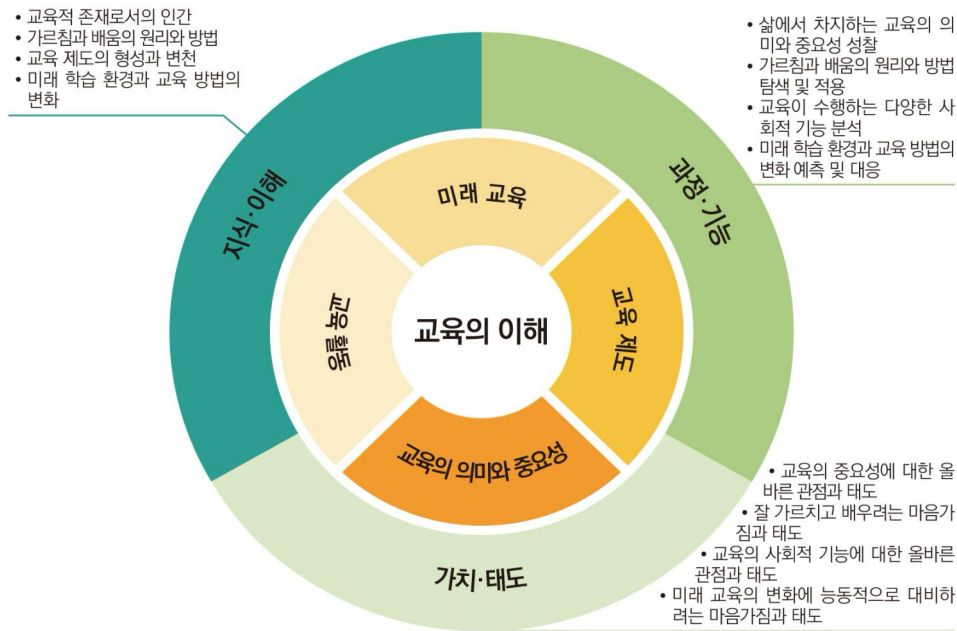 • 교육적 존재로서의 인간
• 가르침과 배움의 원리와 방법
• 교육 제도의 형성과 변천
• 미래 학습 환경과 교육 방법의
변화
• 삶에서 차지하는 교육의 의
미와 중요성 성찰
• 가르침과 배움의 원리와 방법
탐색 및 적용
• 교육이 수행하는 다양한 사
회적 기능 분석
• 미래 학습 환경과 교육 방법의
변화 예측 및 대응
지식·이해
과정·기능
미래 교육
교육 활동
교육의 이해
교육 제도
교육의 의미와 중요성
가치·태도
• 교육의 중요성에 대한 올
바른 관점과 태도
• 잘 가르치고 배우려는 마음가
짐과 태도
• 교육의 사회적 기능에 대한 올바른
관점과 태도
• 미래 교육의 변화에 능동적으로 대비하
려는 마음가짐과 태도